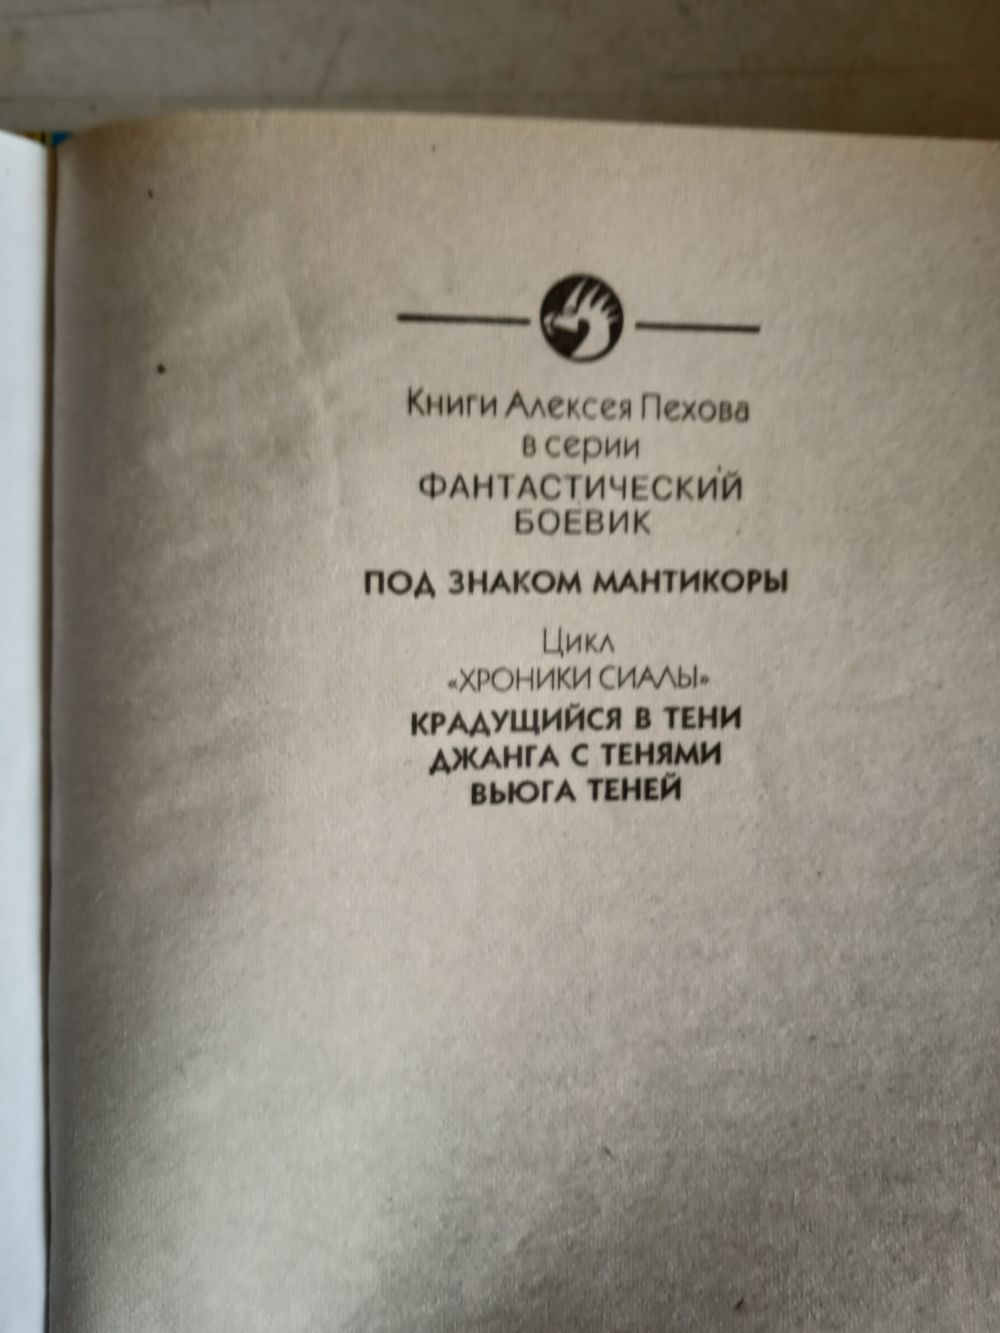 Книги Алексея Пехова
в серии
ФАНТАСТИЧЕСКИЙ
БОЕВИК
ПОД ЗНАКОМ МАНТИКОРЫ
Цикл
«ХРОНИКИ СИАЛЫ»
КРАДУЩИЙСЯ В ТЕНИ
ДЖАНГА С ТЕНЯМИ
ВЬЮГА ТЕНЕЙ